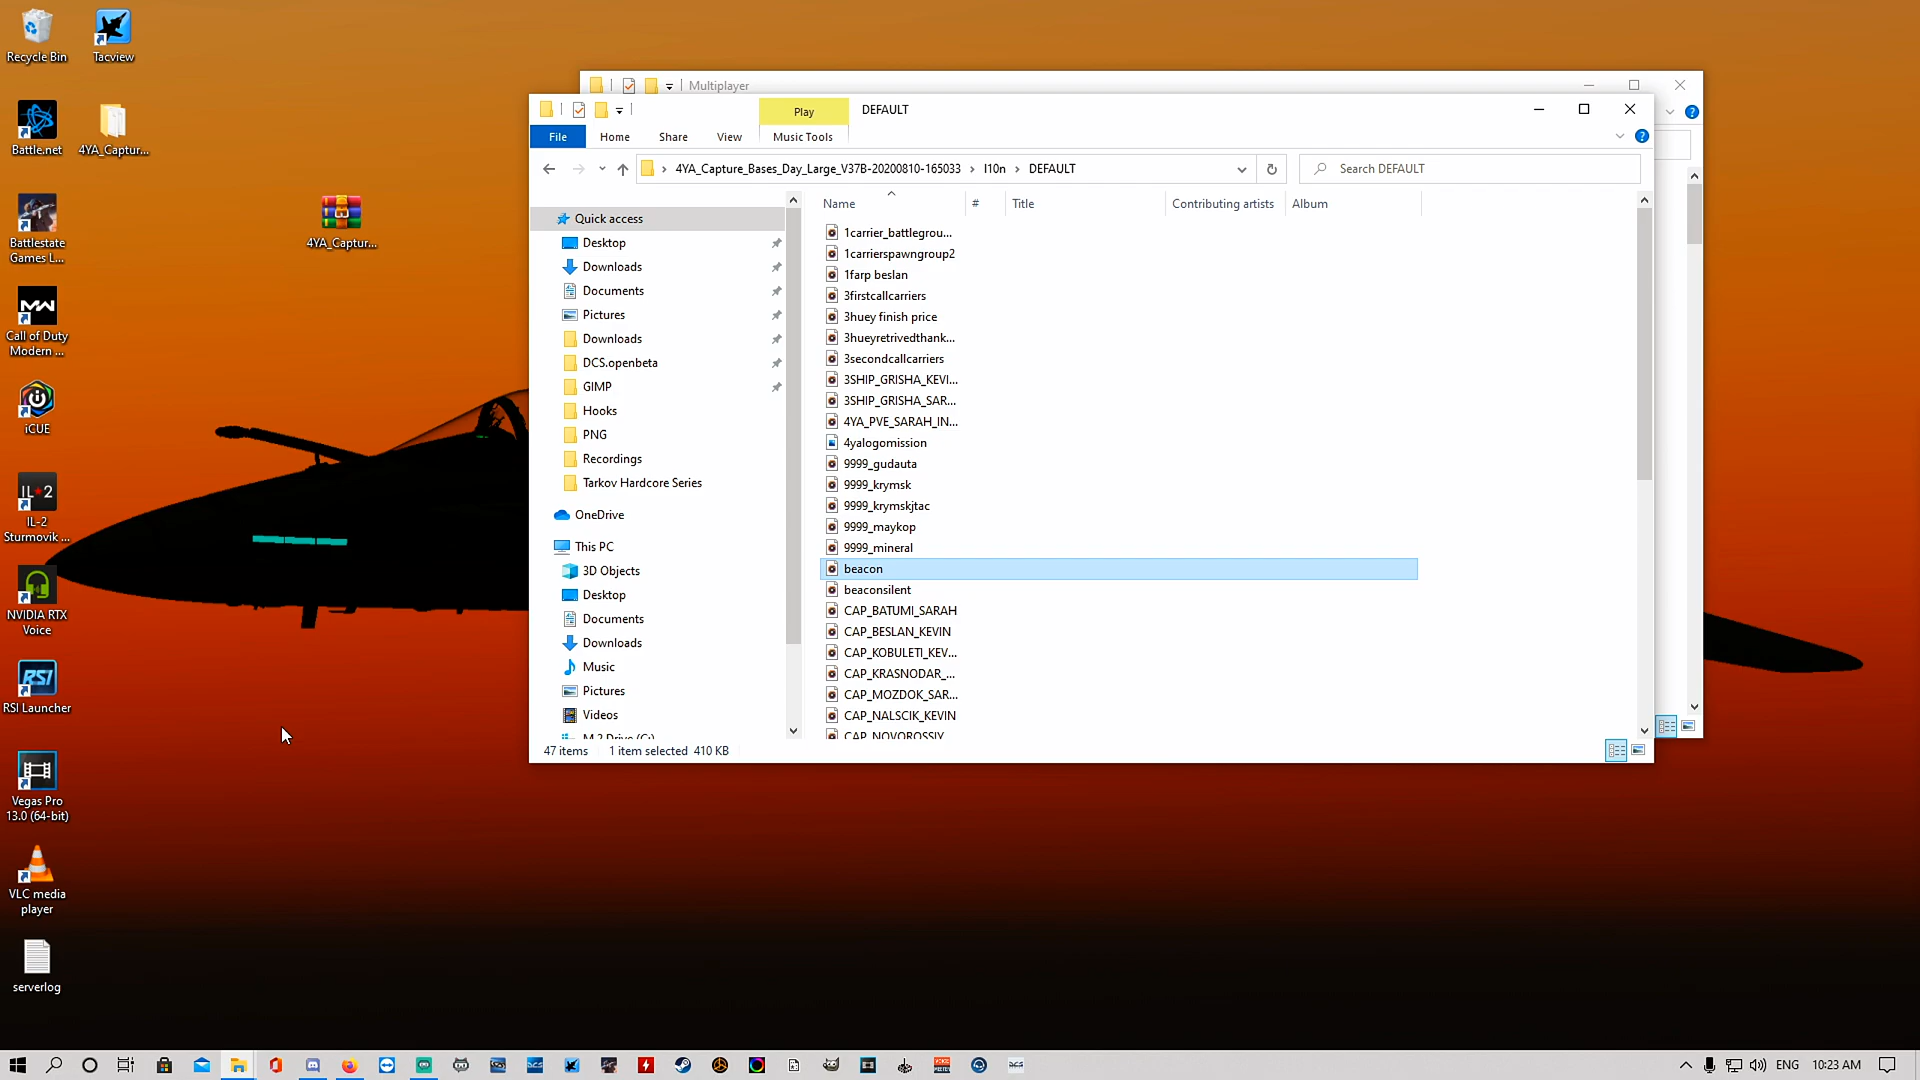 Recycle Bin
Tacview
Battle.net
4YA_Captur...
Battlestate
Games L...
4YA_Captur...
Call of Duty
Modern ...
iCUE
IL-2
IL-2
Sturmovik ...
NVIDIA RTX
Voice
RSI
RSI Launcher
Vegas Pro
13.0 (64-bit)
VLC media
player
serverlog
Multiplayer
Play
DEFAULT
File
Home
Share
View
Music Tools
4YA_Capture_Bases_Day_Large_V37B-20200810-165033
l10n
DEFAULT
Search DEFAULT
Quick access
Desktop
Downloads
Documents
Pictures
Downloads
DCS.openbeta
GIMP
Hooks
PNG
Recordings
Tarkov Hardcore Series
OneDrive
This PC
3D Objects
Desktop
Documents
Downloads
Music
Pictures
Videos
M.2 Drive (C:)
Name
#
Title
Contributing artists
Album
1carrier_battlegrou...
1carrierspawngroup2
1farp beslan
3firstcallcarriers
3huey finish price
3hueyretrivedthank...
3secondcallcarriers
3SHIP_GRISHA_KEVI...
3SHIP_GRISHA_SAR...
4YA_PVE_SARAH_IN...
4yalogomission
9999_gudauta
9999_krymsk
9999_krymskjtac
9999_maykop
9999_mineral
beacon
beaconsilent
CAP_BATUMI_SARAH
CAP_BESLAN_KEVIN
CAP_KOBULETI_KEV...
CAP_KRASNODAR_...
CAP_MOZDOK_SAR...
CAP_NALSCIK_KEVIN
CAP_NOVOROSSIY...
47 items
1 item selected 410 KB
ENG
10:23 AM